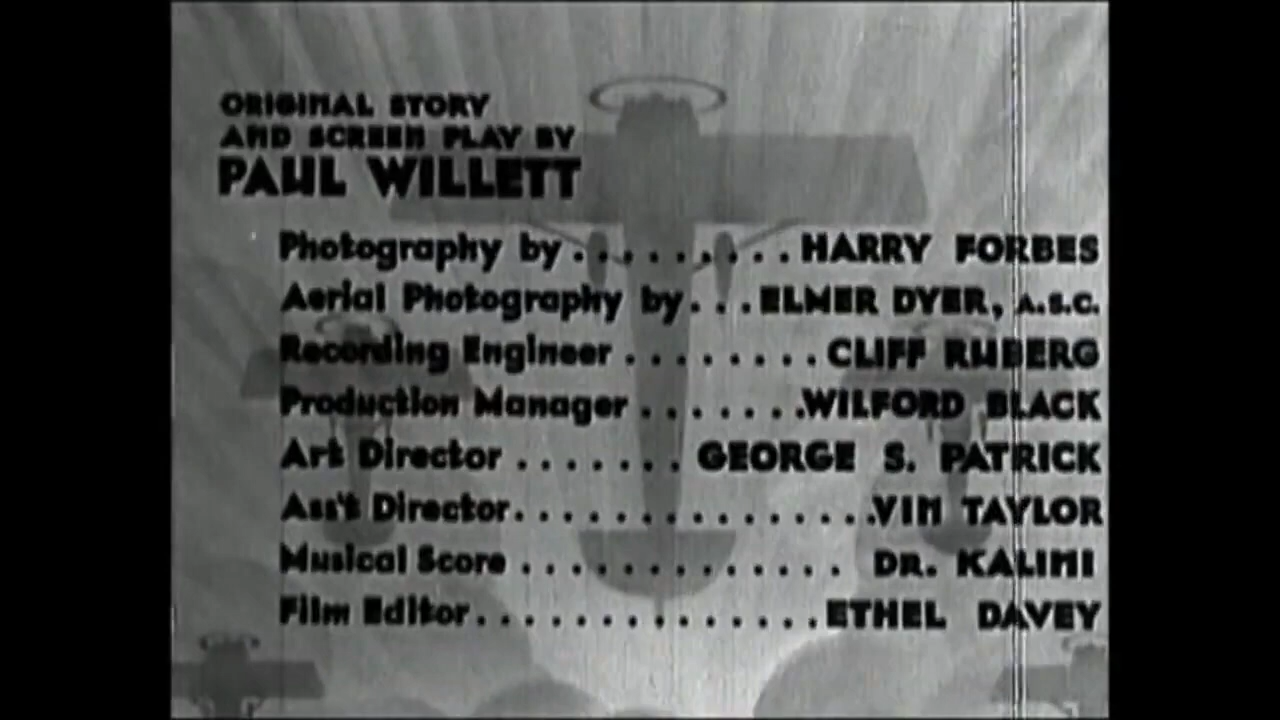 ORIGINAL STORY
AND SCREEN PLAY BY
PAUL WILLETT
Photography by . . . . . . . . . HARRY FORBES
Aerial Photography by. . . ELMER DYER, A.S.C.
Recording Engineer . . . . . . . . CLIFF RUBERG
Production Manager . . . . . . .WILFORD BLACK
Art Director . . . . . . . GEORGE S. PATRICK
Ass't Director. . . . . . . . . . . . . . .VIN TAYLOR
Musical Score . . . . . . . . . . . . . DR. KALIMI
Film Editor. . . . . . . . . . . . . . ETHEL DAVEY